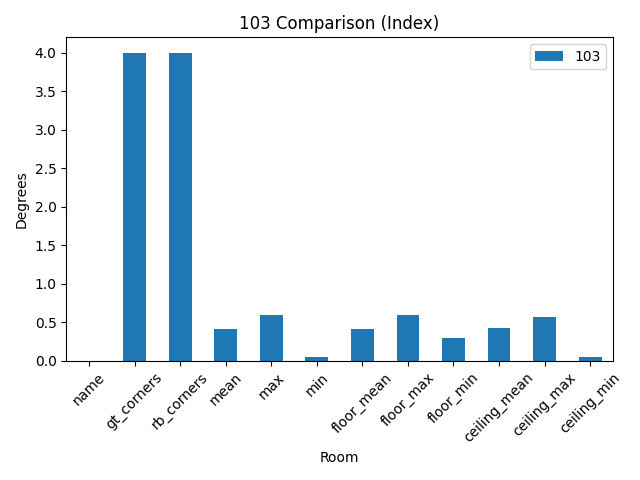 103 Comparison (Index)
103
Degrees
4.0
3.5
3.0
2.5
2.0
1.5
1.0
0.5
0.0
name
gt_corners
rb_corners
mean
max
min
floor_mean
floor_max
floor_min
ceiling_mean
ceiling_max
ceiling_min
Room